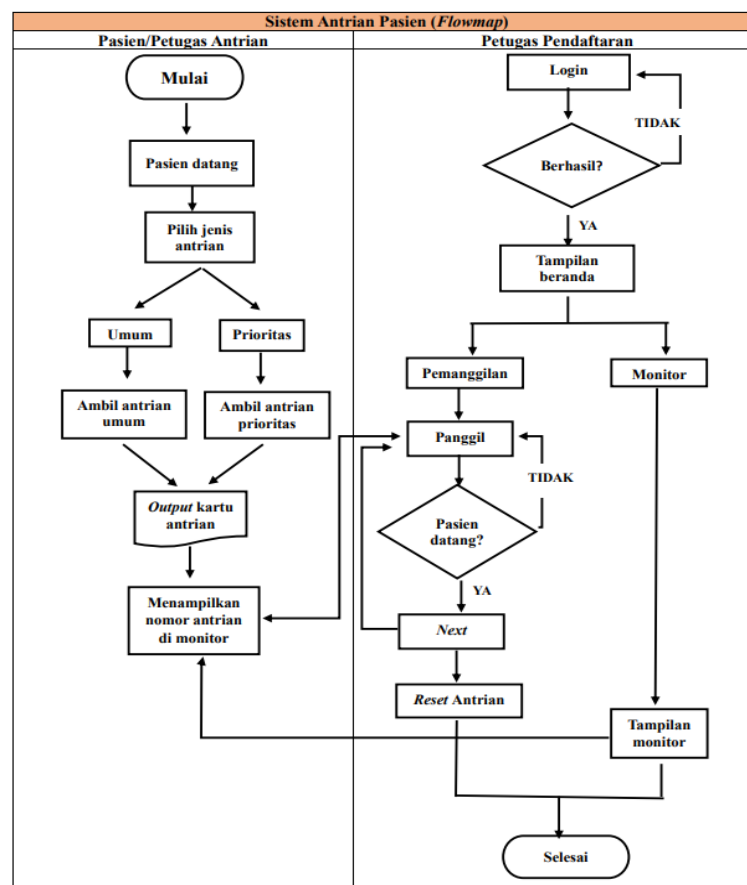 Sistem Antrian Pasien (Flowmap)
Pasien/Petugas Antrian
Petugas Pendaftaran
Mulai
Pasien datang
Pilih jenis
antrian
Umum
Prioritas
Ambil antrian
umum
Ambil antrian
prioritas
Output kartu
antrian
Menampilkan
nomor antrian
di monitor
Login
TIDAK
Berhasil?
YA
Tampilan
beranda
Pemanggilan
Monitor
Panggil
TIDAK
Pasien
datang?
YA
Next
Reset Antrian
Tampilan
monitor
Selesai